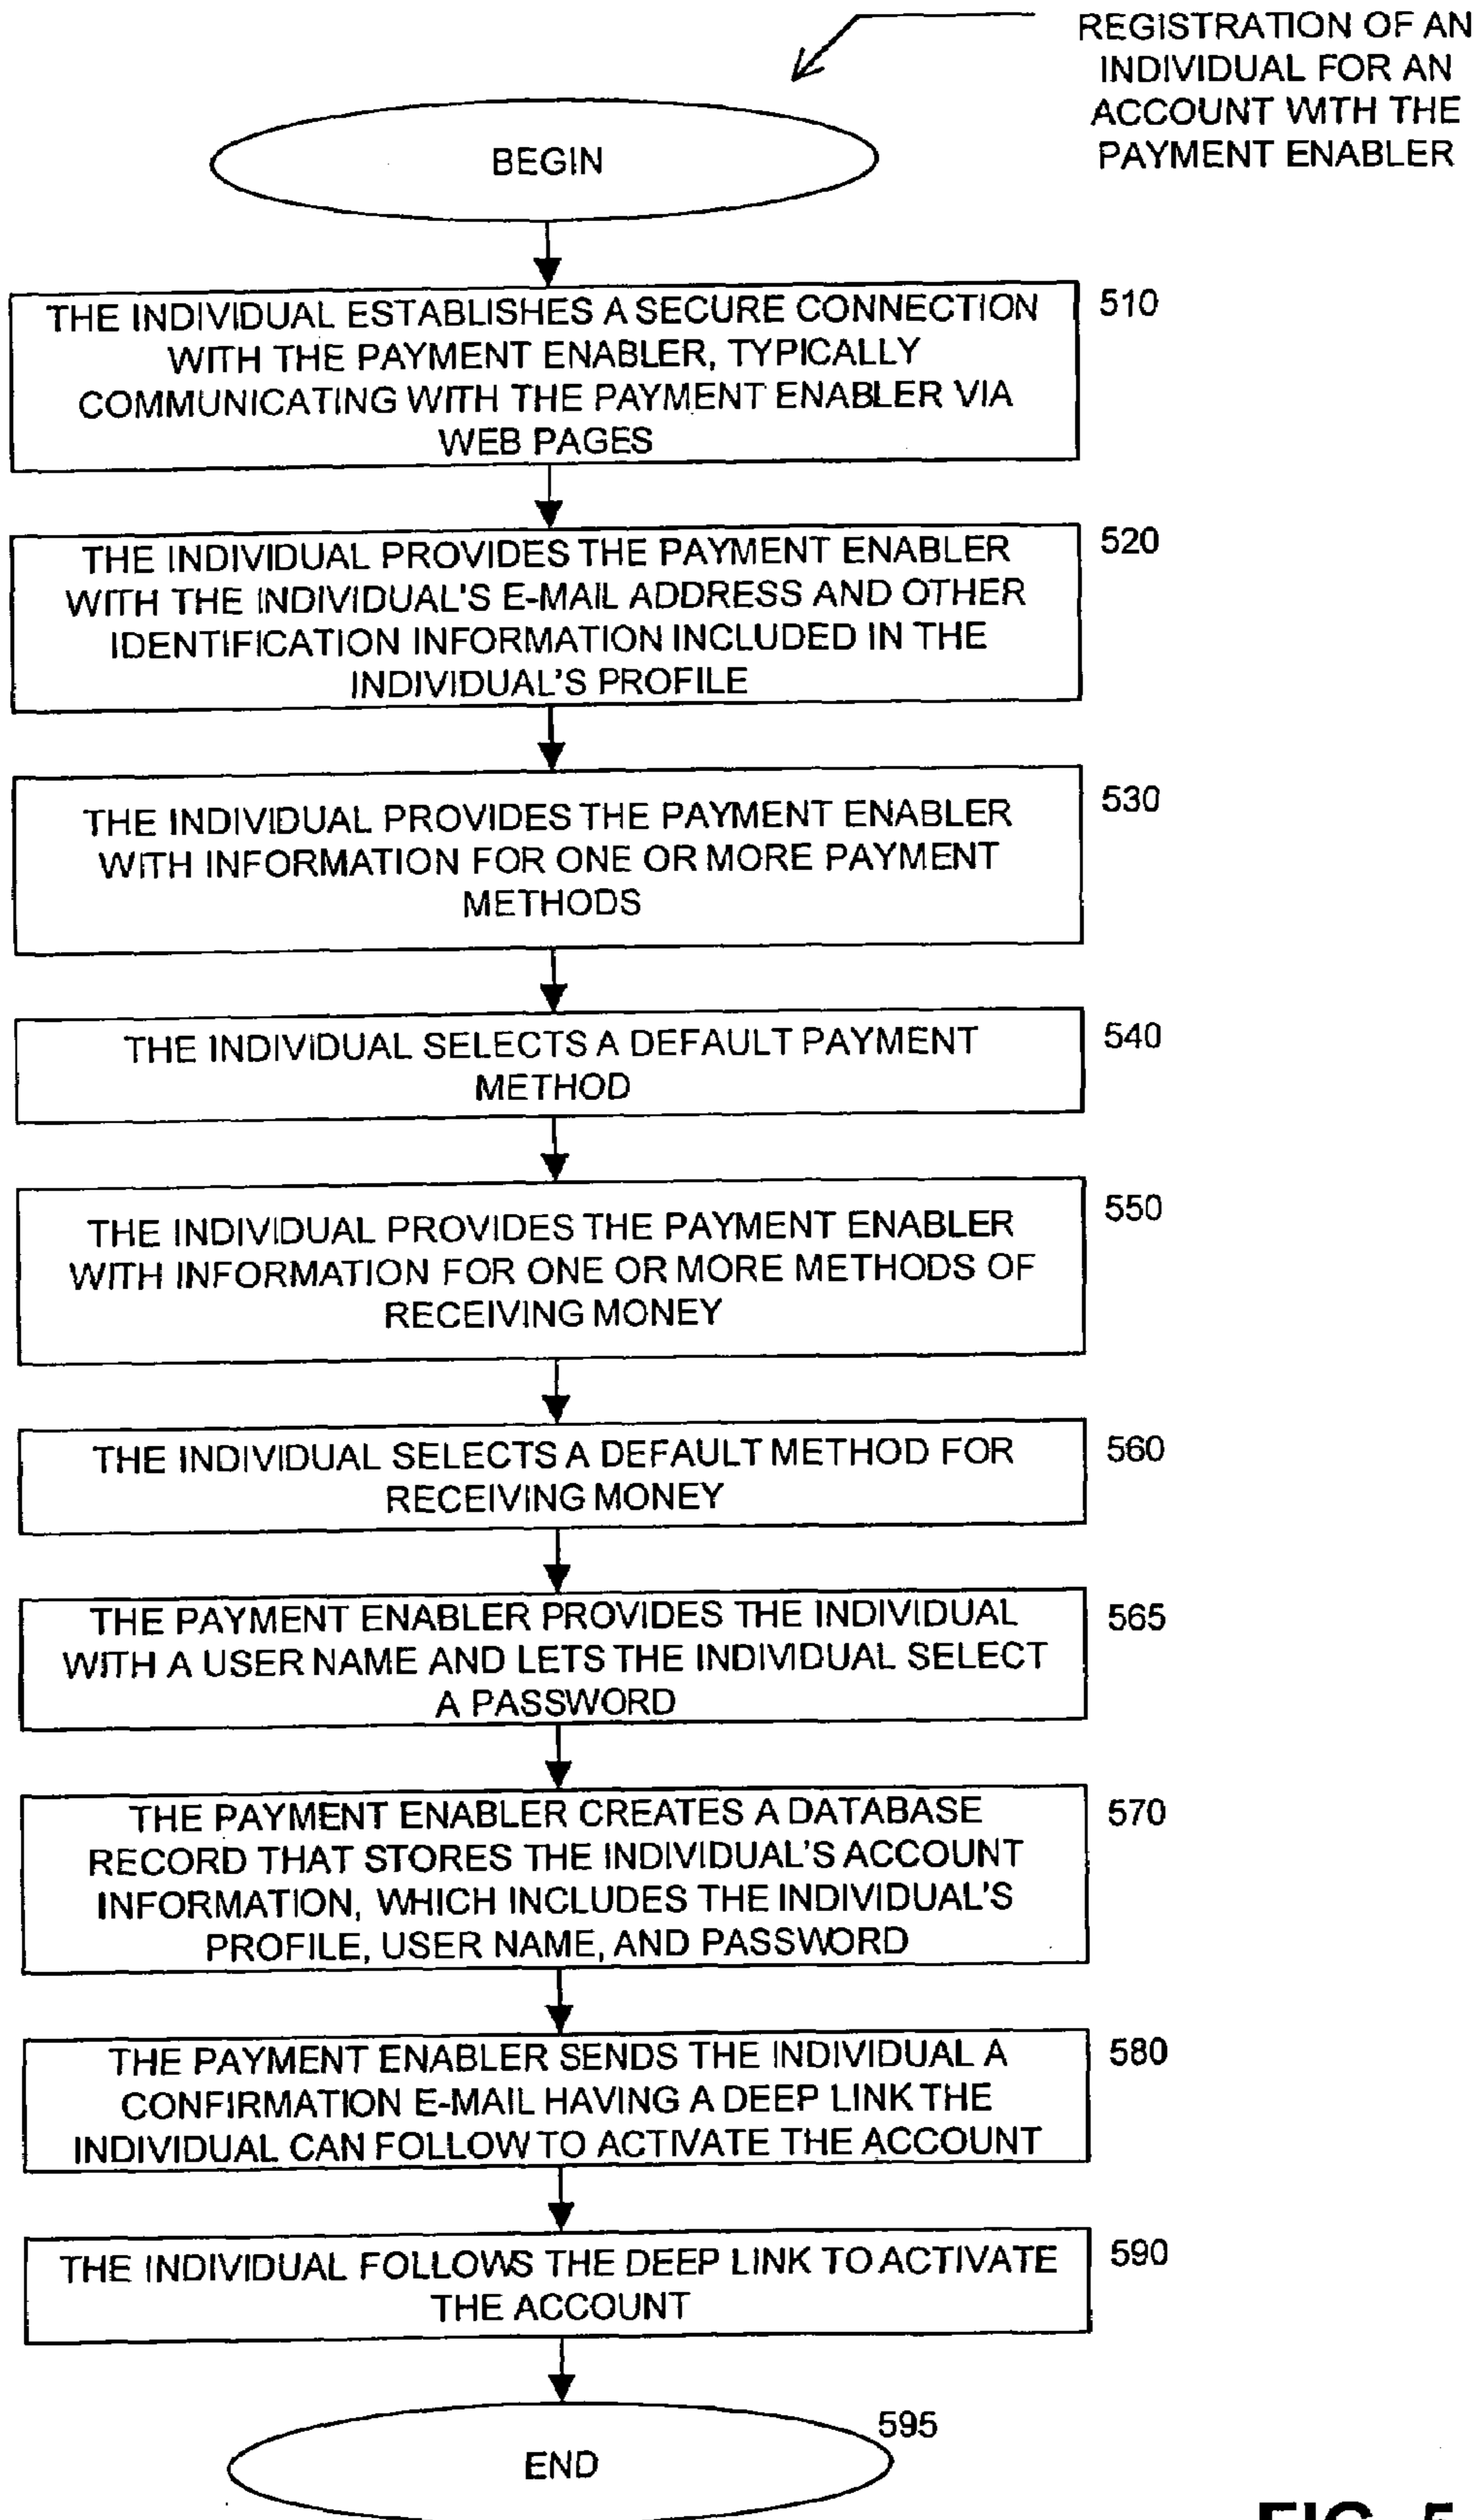 REGISTRATION OF AN
INDIVIDUAL FOR AN
ACCOUNT WITH THE
PAYMENT ENABLER
BEGIN
510
THE INDIVIDUAL ESTABLISHES A SECURE CONNECTION
WITH THE PAYMENT ENABLER, TYPICALLY
COMMUNICATING WITH THE PAYMENT ENABLER VIA
WEB PAGES
520
THE INDIVIDUAL PROVIDES THE PAYMENT ENABLER
WITH THE INDIVIDUAL'S E-MAIL ADDRESS AND OTHER
IDENTIFICATION INFORMATION INCLUDED IN THE
INDIVIDUAL'S PROFILE
530
THE INDIVIDUAL PROVIDES THE PAYMENT ENABLER
WITH INFORMATION FOR ONE OR MORE PAYMENT
METHODS
540
THE INDIVIDUAL SELECTS A DEFAULT PAYMENT
METHOD
550
THE INDIVIDUAL PROVIDES THE PAYMENT ENABLER
WITH INFORMATION FOR ONE OR MORE METHODS OF
RECEIVING MONEY
560
THE INDIVIDUAL SELECTS A DEFAULT METHOD FOR
RECEIVING MONEY
565
THE PAYMENT ENABLER PROVIDES THE INDIVIDUAL
WITH A USER NAME AND LETS THE INDIVIDUAL SELECT
A PASSWORD
570
THE PAYMENT ENABLER CREATES A DATABASE
RECORD THAT STORES THE INDIVIDUAL'S ACCOUNT
INFORMATION, WHICH INCLUDES THE INDIVIDUAL'S
PROFILE, USER NAME, AND PASSWORD
580
THE PAYMENT ENABLER SENDS THE INDIVIDUAL A
CONFIRMATION E-MAIL HAVING A DEEP LINK THE
INDIVIDUAL CAN FOLLOW TO ACTIVATE THE ACCOUNT
590
THE INDIVIDUAL FOLLOWS THE DEEP LINK TO ACTIVATE
THE ACCOUNT
595
END
FIG. 5